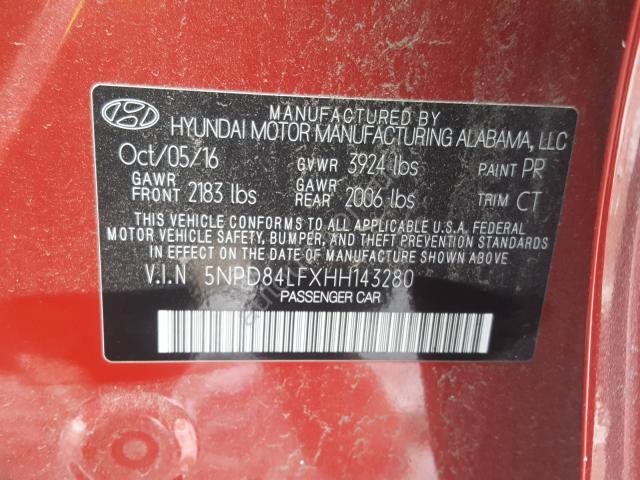 MANUFACTURED BY
HYUNDAI MOTOR MANUFACTURING ALABAMA, LLC
Oct/05/16 GVWR 3924 lbs PAINT PR
GAWR FRONT 2183 lbs GAWR REAR 2006 lbs TRIM CT
THIS VEHICLE CONFORMS TO ALL APPLICABLE U.S.A. FEDERAL
MOTOR VEHICLE SAFETY, BUMPER, AND THEFT PREVENTION
STANDARDS IN EFFECT ON THE DATE OF MANUFACTURE SHOWN ABOVE.
V.I.N 5NPD84LFXHH143280
PASSENGER CAR